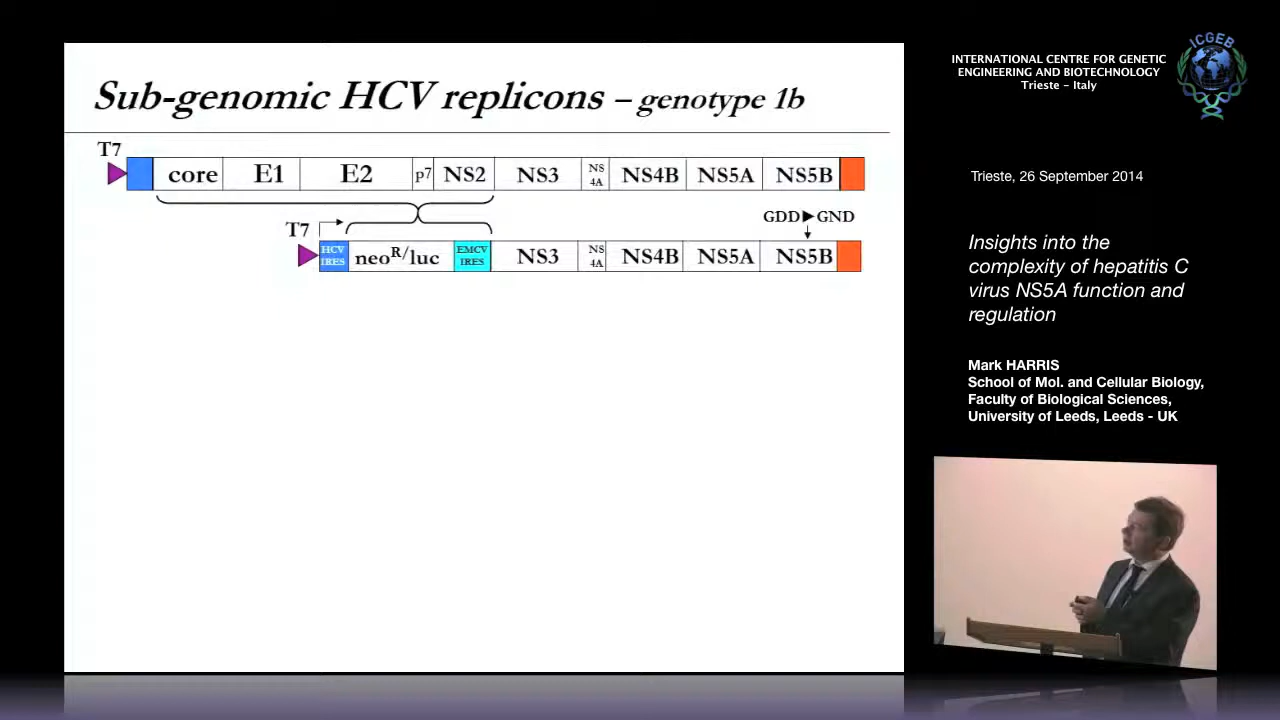 Sub-genomic HCV replicons – genotype 1b
T7
core E1 E2 p7 NS2 NS3 NS 4A NS4B NS5A NS5B
T7
GDD▶GND
HCV IRES neoR/luc EMCV IRES NS3 NS 4A NS4B NS5A NS5B
INTERNATIONAL CENTRE FOR GENETIC
ENGINEERING AND BIOTECHNOLOGY
Trieste – Italy
ICGEB
Trieste, 26 September 2014
Insights into the
complexity of hepatitis C
virus NS5A function and
regulation
Mark HARRIS
School of Mol. and Cellular Biology,
Faculty of Biological Sciences,
University of Leeds, Leeds - UK